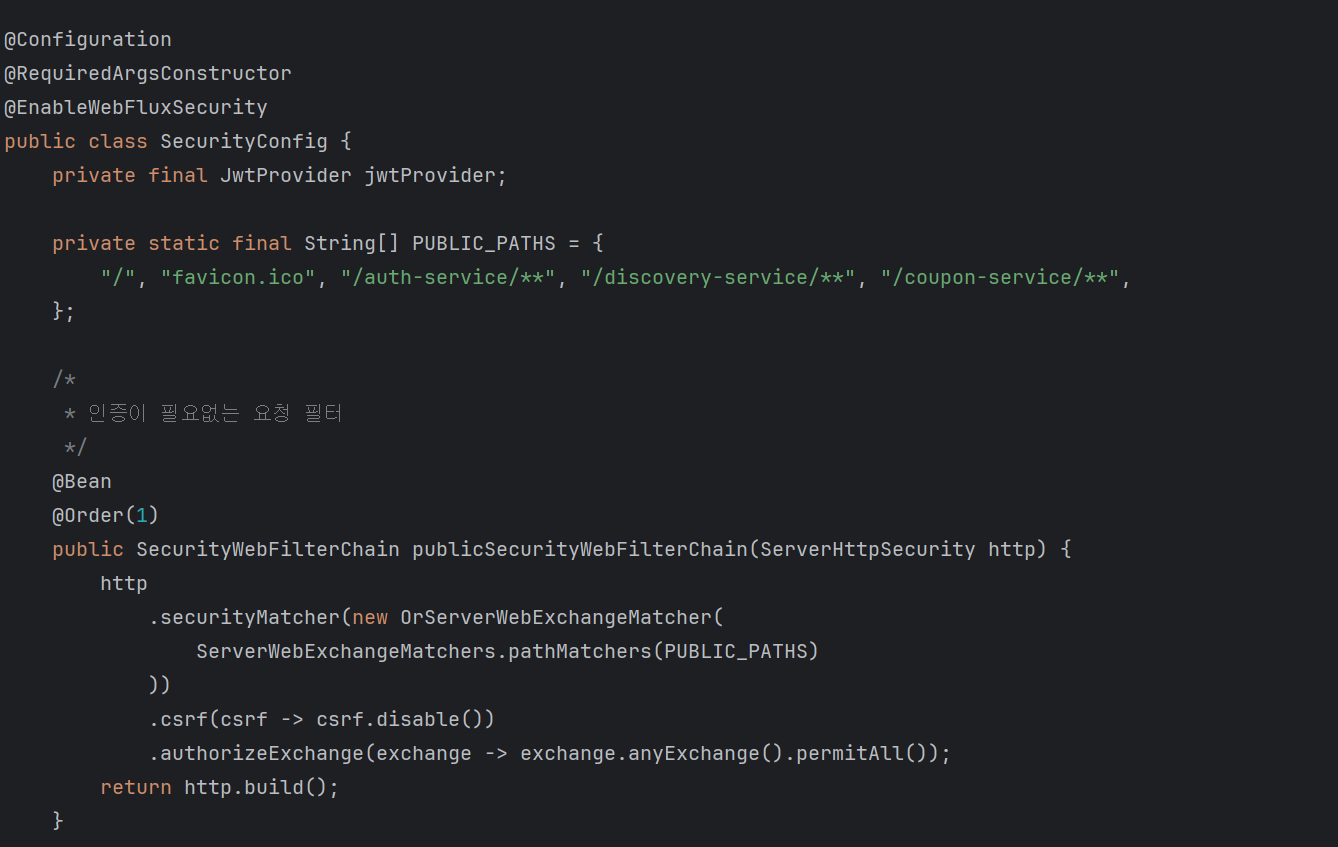 @Configuration
@RequiredArgsConstructor
@EnableWebFluxSecurity
public class SecurityConfig {
    private final JwtProvider jwtProvider;

    private static final String[] PUBLIC_PATHS = {
        "/", "favicon.ico", "/auth-service/**", "/discovery-service/**", "/coupon-service/**",
    };

    /*
     * 인증이 필요없는 요청 필터
     */
    @Bean
    @Order(1)
    public SecurityWebFilterChain publicSecurityWebFilterChain(ServerHttpSecurity http) {
        http
            .securityMatcher(new OrServerWebExchangeMatcher(
                ServerWebExchangeMatchers.pathMatchers(PUBLIC_PATHS)
            ))
            .csrf(csrf -> csrf.disable())
            .authorizeExchange(exchange -> exchange.anyExchange().permitAll());
        return http.build();
    }